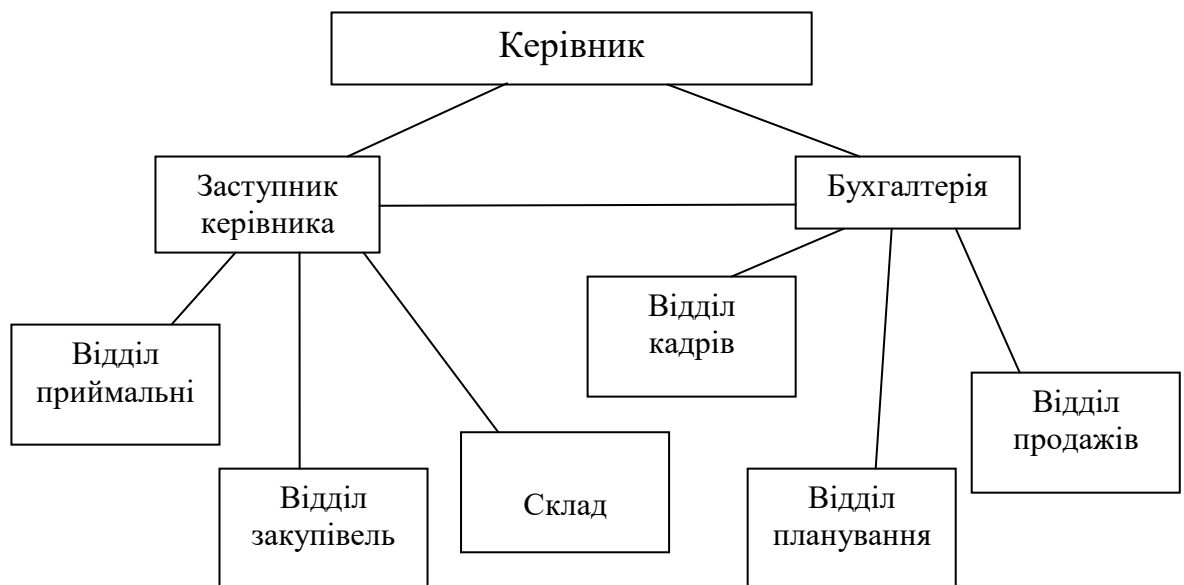 Керівник
Заступник
керівника
Бухгалтерія
Відділ
приймальні
Відділ
закупівель
Склад
Відділ
кадрів
Відділ
планування
Відділ
продажів